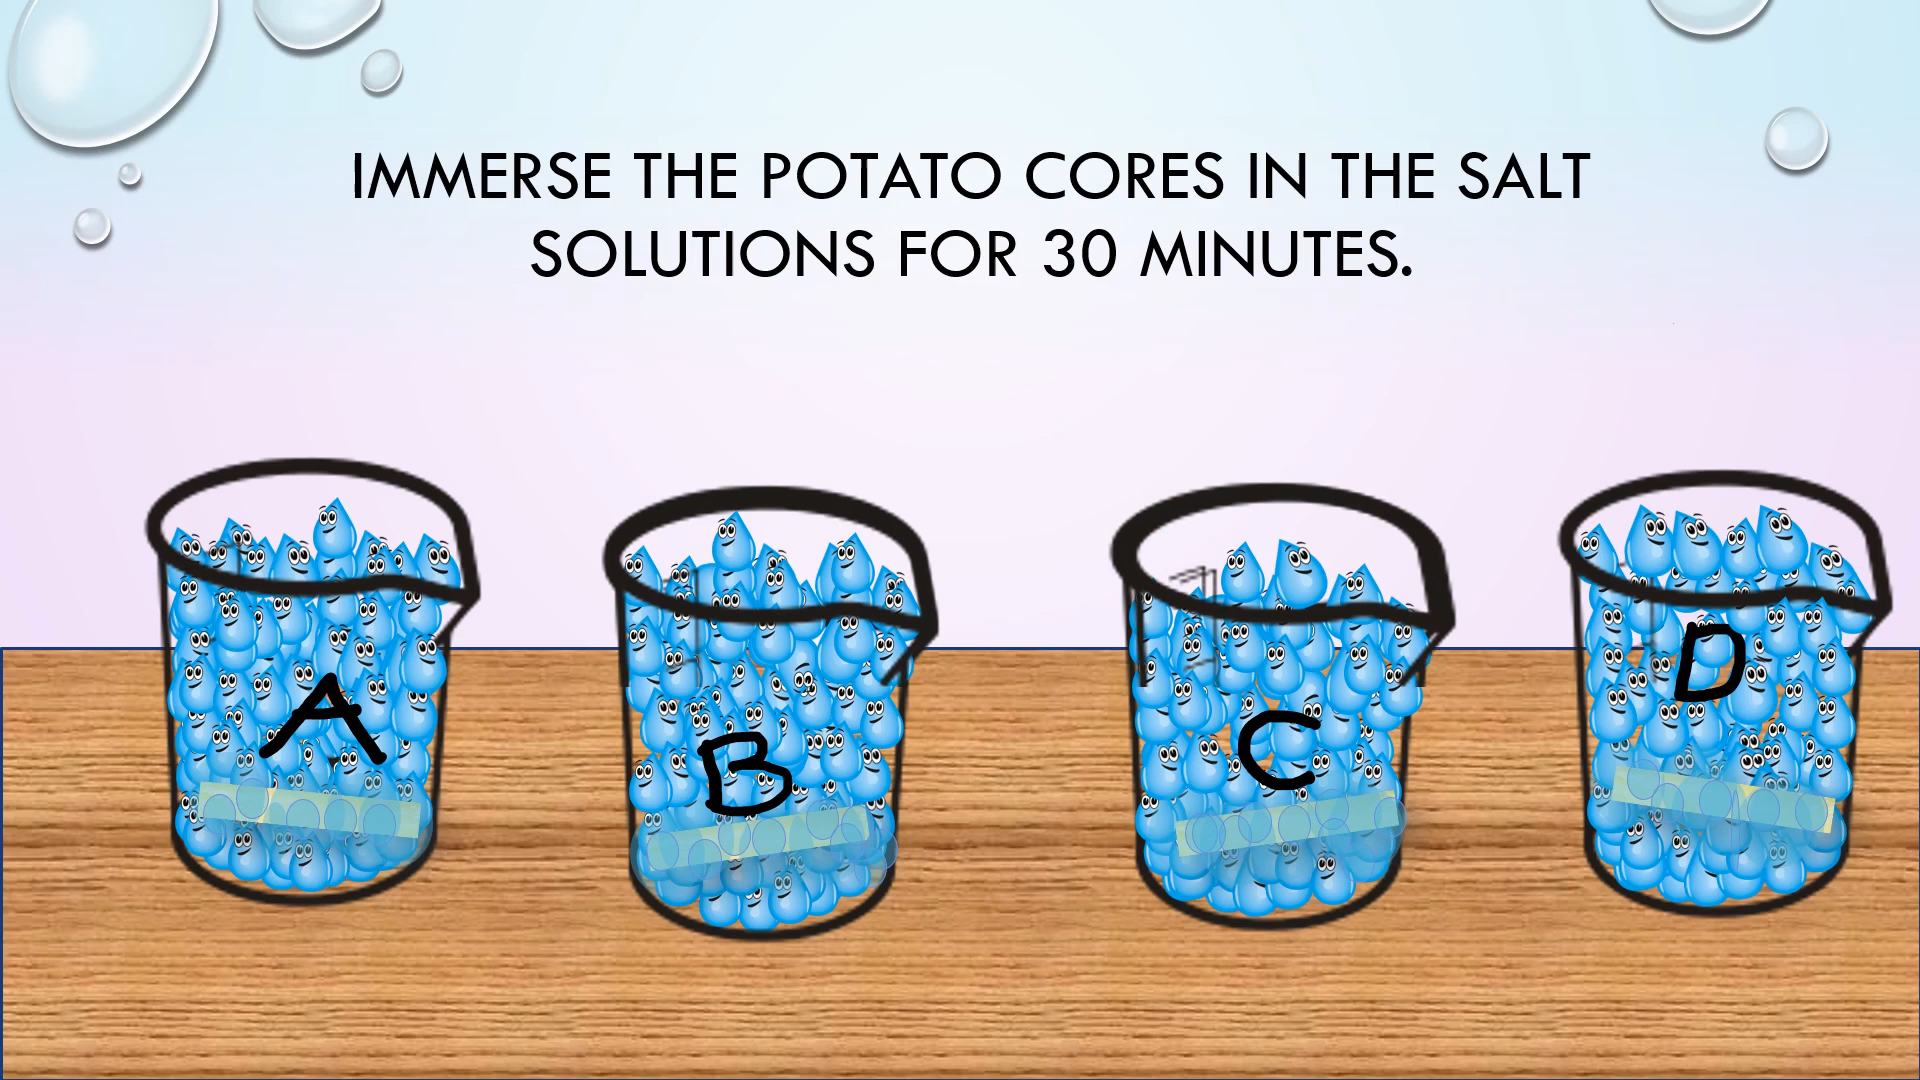 IMMERSE THE POTATO CORES IN THE SALT
SOLUTIONS FOR 30 MINUTES.
A
B
C
D